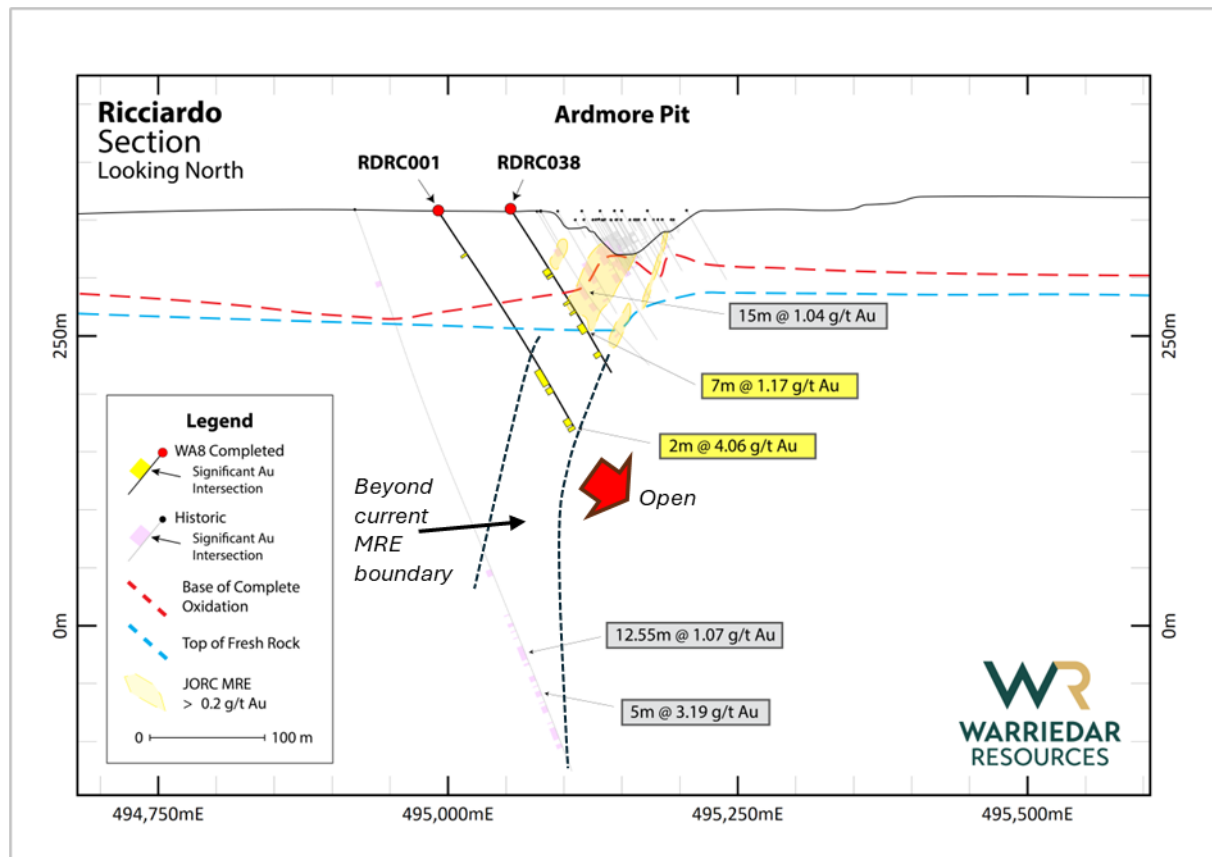 Ricciardo
Section
Looking North
Ardmore Pit
RDRC001
RDRC038
250m
250m
15m @ 1.04 g/t Au
7m @ 1.17 g/t Au
2m @ 4.06 g/t Au
Beyond
current
MRE
boundary
Open
Legend
WA8 Completed
Significant Au
Intersection
Historic
Significant Au
Intersection
Base of Complete
Oxidation
Top of Fresh Rock
JORC MRE
> 0.2 g/t Au
0
100 m
0m
0m
12.55m @ 1.07 g/t Au
5m @ 3.19 g/t Au
WR
WARRIEDAR
RESOURCES
494,750mE
495,000mE
495,250mE
495,500mE